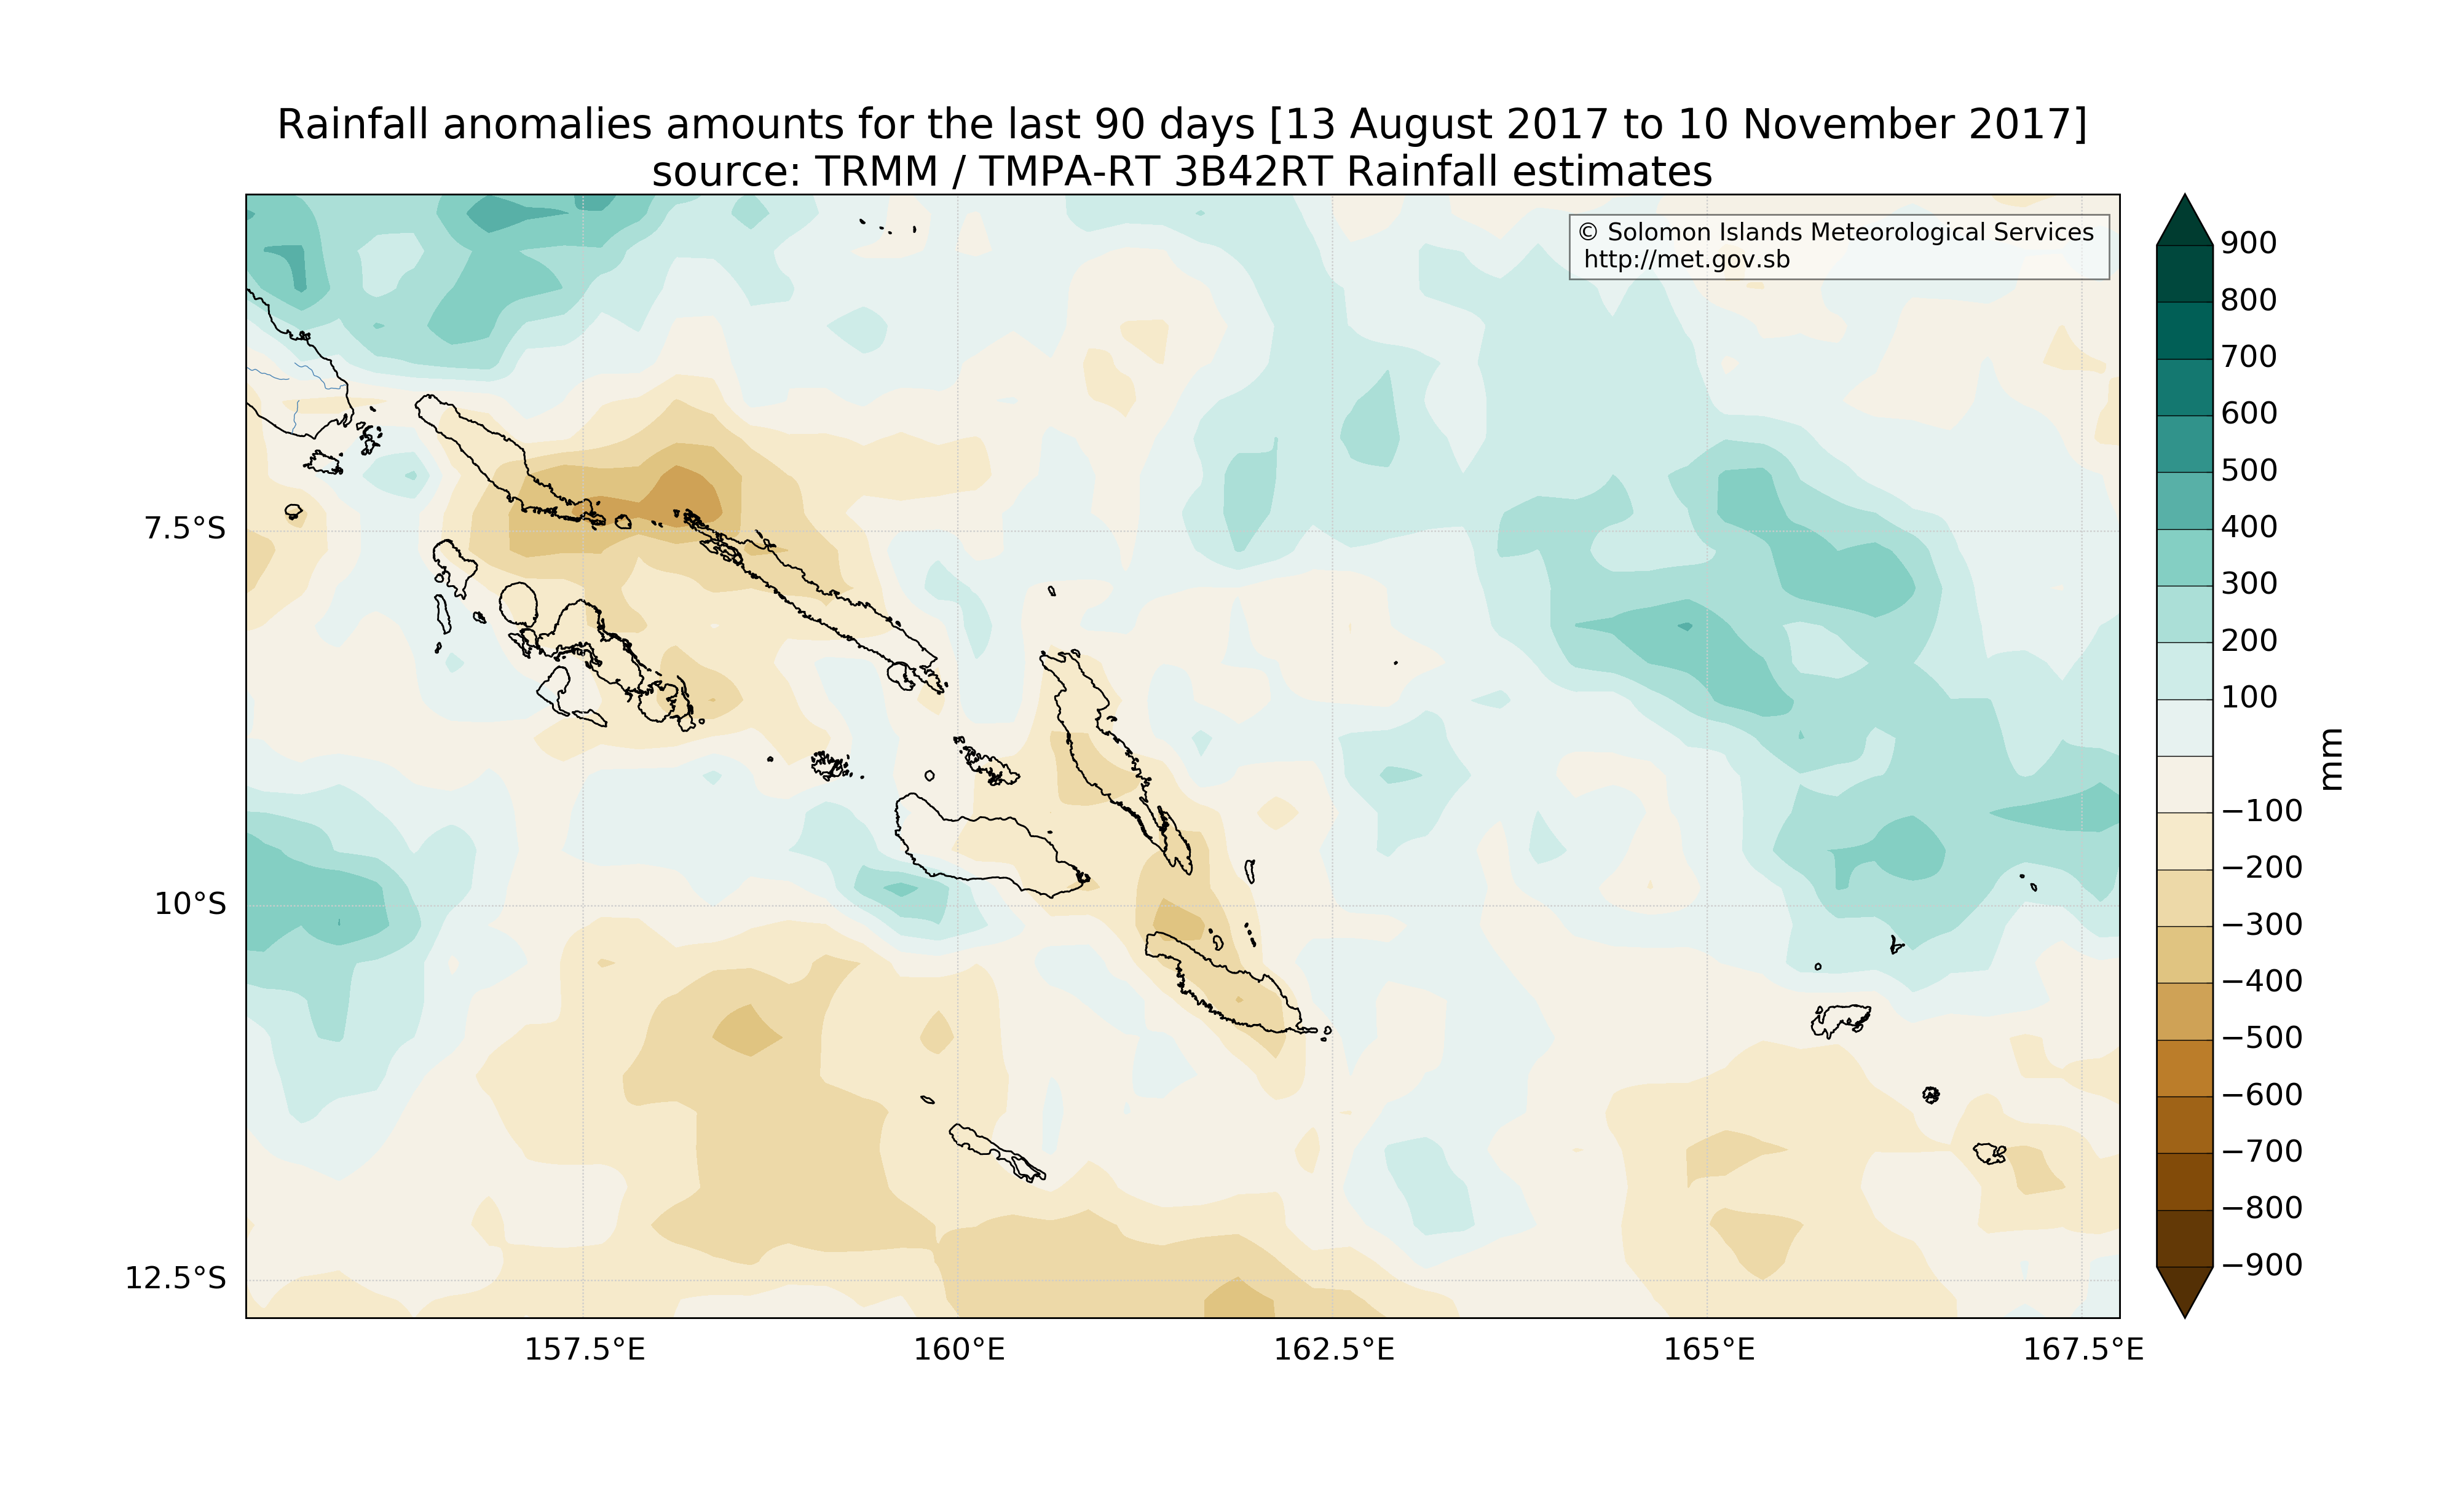 Rainfall anomalies amounts for the last 90 days [13 August 2017 to 10 November 2017]
source: TRMM / TMPA-RT 3B42RT Rainfall estimates
© Solomon Islands Meteorological Services
http://met.gov.sb
7.5°S
10°S
12.5°S
157.5°E
160°E
162.5°E
165°E
167.5°E
900
800
700
600
500
400
300
200
100
−100
−200
−300
−400
−500
−600
−700
−800
−900
mm